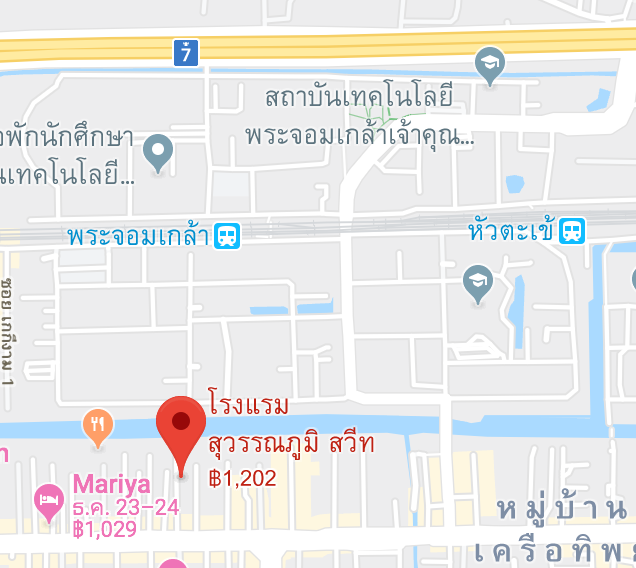 7
สถาบันเทคโนโลยี
พระจอมเกล้าเจ้าคุณ...
อพักนักศึกษา
นเทคโนโลยี...
พระจอมเกล้า
หัวตะเข้
ซอย เกกีงาม 1
โรงแรม
สุวรรณภูมิ สวีท
฿1,202
Mariya
ธ.ค. 23–24
฿1,029
หมู่บ้าน
เครือทิพ